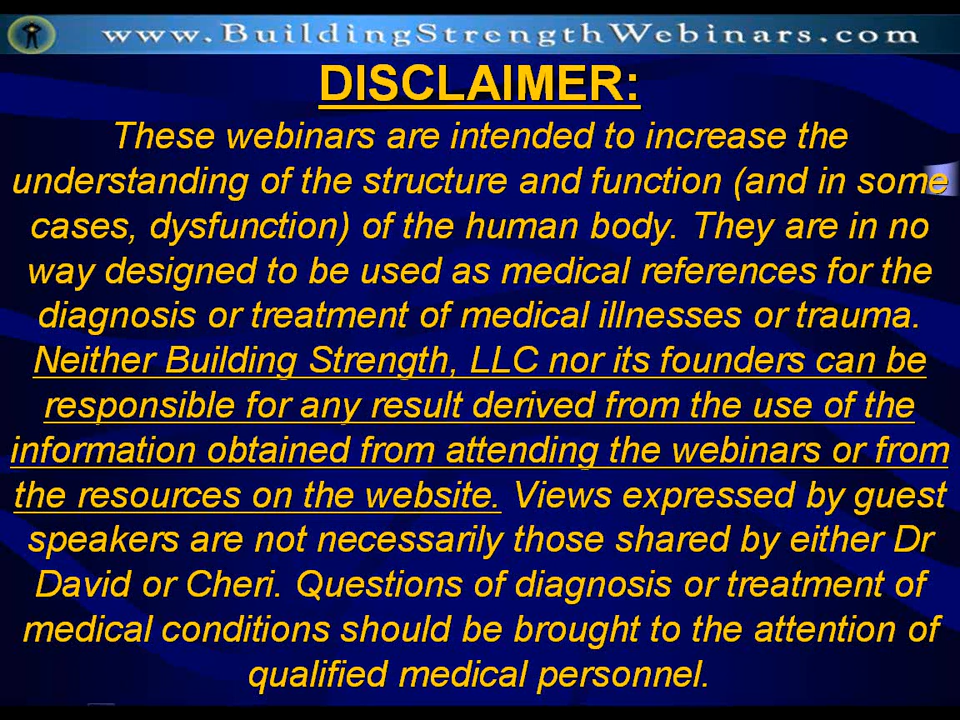 www.BuildingStrengthWebinars.com
DISCLAIMER:
These webinars are intended to increase the
understanding of the structure and function (and in some
cases, dysfunction) of the human body. They are in no
way designed to be used as medical references for the
diagnosis or treatment of medical illnesses or trauma.
Neither Building Strength, LLC nor its founders can be
responsible for any result derived from the use of the
information obtained from attending the webinars or from
the resources on the website. Views expressed by guest
speakers are not necessarily those shared by either Dr
David or Cheri. Questions of diagnosis or treatment of
medical conditions should be brought to the attention of
qualified medical personnel.